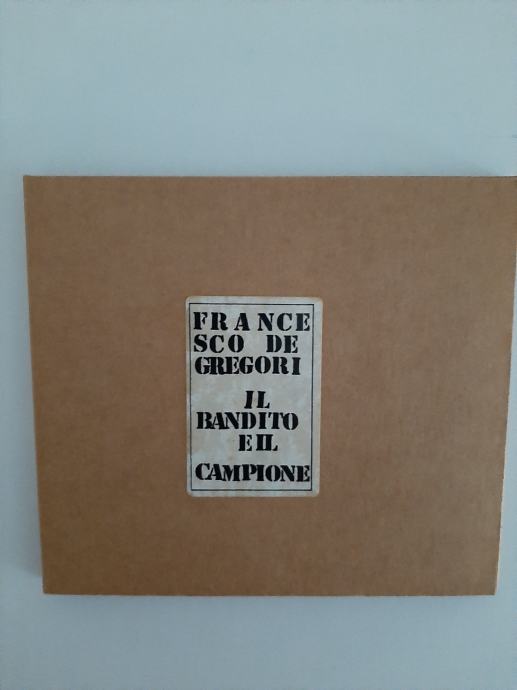 FRANCE
SCO DE
GREGORI
IL
BANDITO
E IL
CAMPIONE